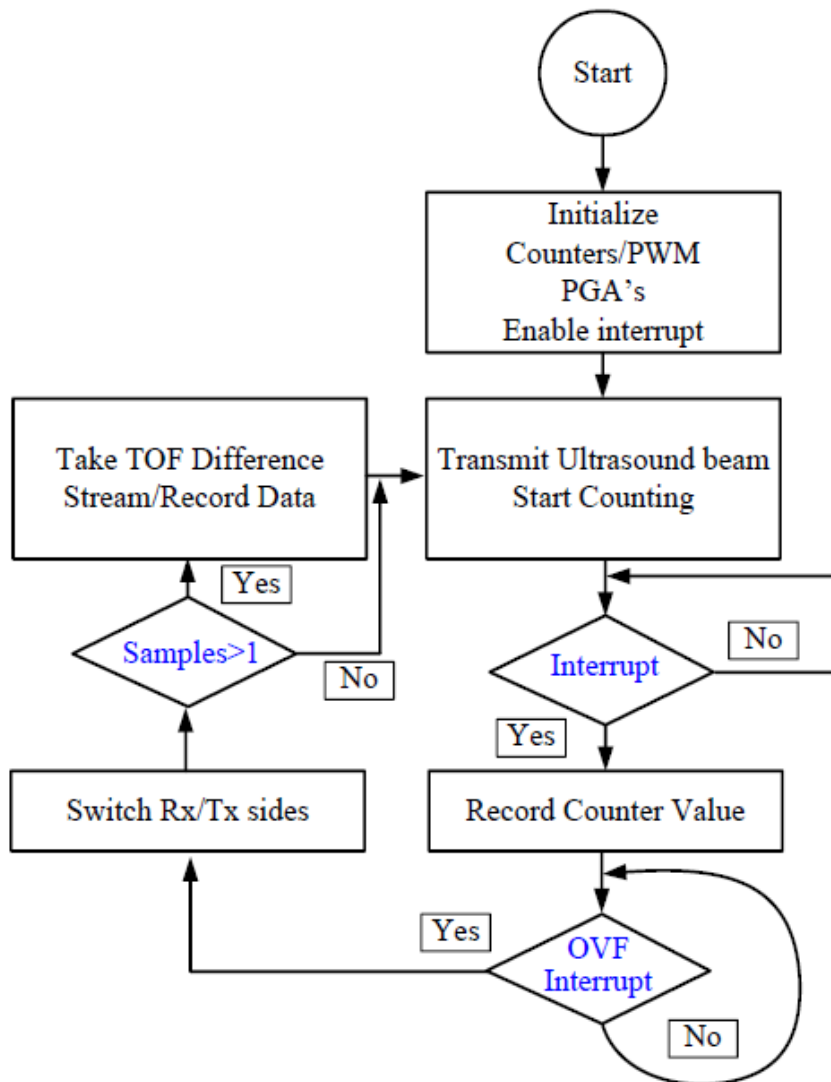 Start
Initialize
Counters/PWM
PGA's
Enable interrupt
Take TOF Difference
Stream/Record Data
Transmit Ultrasound beam
Start Counting
Yes
Samples>1
No
Interrupt
No
Yes
Switch Rx/Tx sides
Record Counter Value
Yes
OVF
Interrupt
No